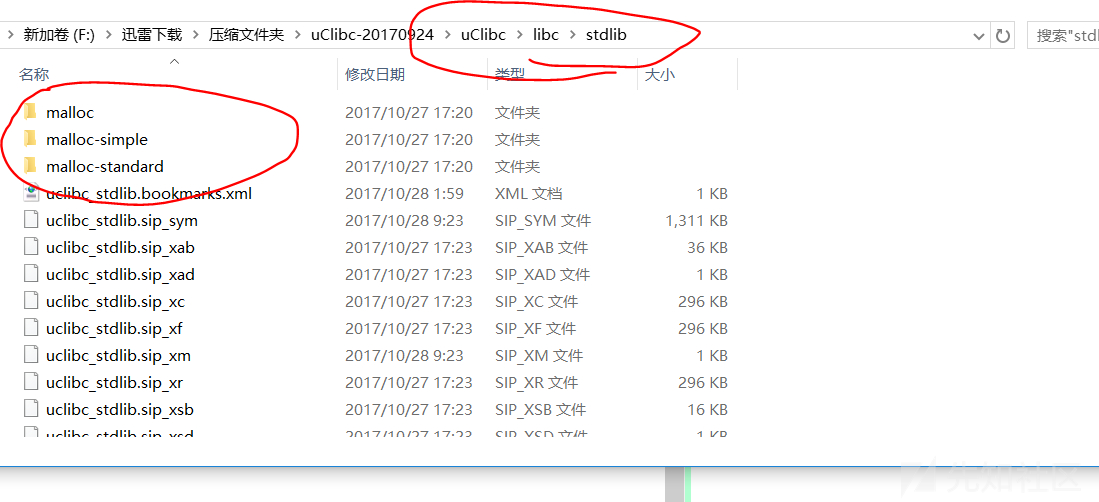 新加卷 (F:) › 迅雷下载 › 压缩文件夹 › uClibc-20170924 › uClibc › libc › stdlib 搜索"stdl
名称 修改日期 类型 大小
malloc 2017/10/27 17:20 文件夹
malloc-simple 2017/10/27 17:20 文件夹
malloc-standard 2017/10/27 17:20 文件夹
uclibc_stdlib.bookmarks.xml 2017/10/28 1:59 XML 文档 1 KB
uclibc_stdlib.sip_sym 2017/10/28 9:23 SIP_SYM 文件 1,311 KB
uclibc_stdlib.sip_xab 2017/10/27 17:23 SIP_XAB 文件 36 KB
uclibc_stdlib.sip_xad 2017/10/27 17:23 SIP_XAD 文件 1 KB
uclibc_stdlib.sip_xc 2017/10/27 17:23 SIP_XC 文件 296 KB
uclibc_stdlib.sip_xf 2017/10/27 17:23 SIP_XF 文件 296 KB
uclibc_stdlib.sip_xm 2017/10/28 9:23 SIP_XM 文件 1 KB
uclibc_stdlib.sip_xr 2017/10/27 17:23 SIP_XR 文件 296 KB
uclibc_stdlib.sip_xsb 2017/10/27 17:23 SIP_XSB 文件 16 KB
uclibc_stdlib.sip_xsd 2017/10/27 17:23 SIP_XSD 文件 1 KB
先知社区